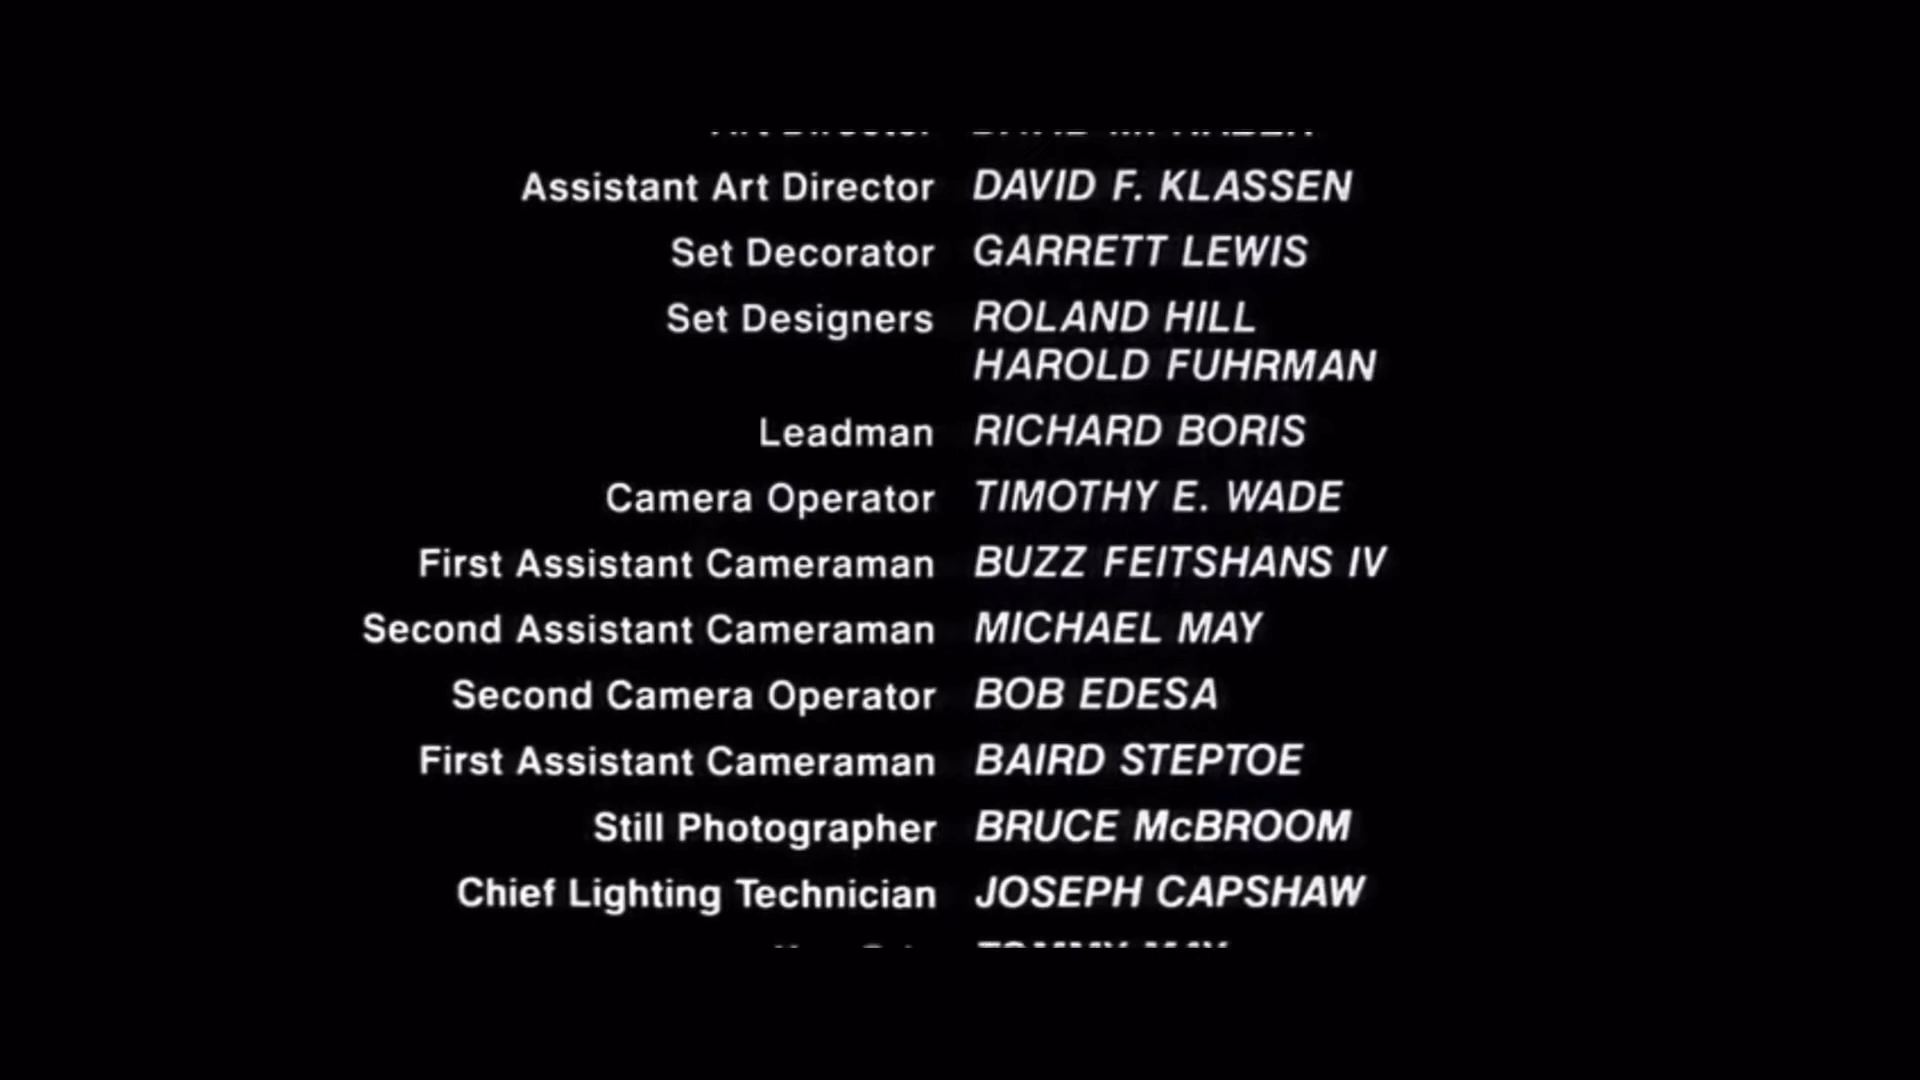 Assistant Art Director DAVID F. KLASSEN
Set Decorator GARRETT LEWIS
Set Designers ROLAND HILL
HAROLD FUHRMAN
Leadman RICHARD BORIS
Camera Operator TIMOTHY E. WADE
First Assistant Cameraman BUZZ FEITSHANS IV
Second Assistant Cameraman MICHAEL MAY
Second Camera Operator BOB EDESA
First Assistant Cameraman BAIRD STEPTOE
Still Photographer BRUCE McBROOM
Chief Lighting Technician JOSEPH CAPSHAW